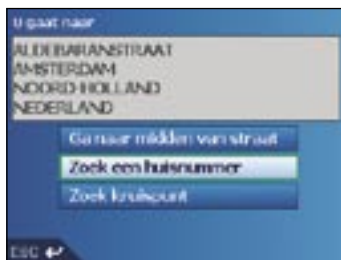 U gaat naar
ALDEBARANSTRAAT
AMSTERDAM
NOORD-HOLLAND
NEDERLAND
Ga naar midden van straat
Zoek een huisnummer
Zoek kruispunt
ESC